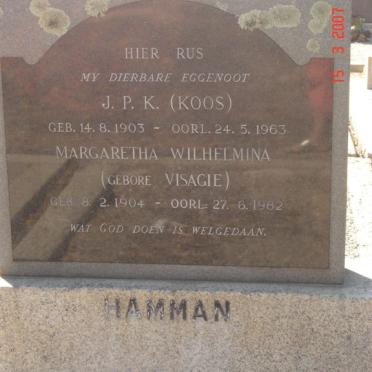 HIER RUS
MY DIERBARE EGGENOOT
J. P. K. (KOOS)
GEB. 14. 8. 1903 - OORL. 24. 5. 1963
MARGARETHA WILHELMINA
(GEBORE VISAGIE)
GEB. 8. 2. 1904 - OORL. 27. 6. 1982
WAT GOD DOEN IS WELGEDAAN.
HAMMAN
15 3 2007